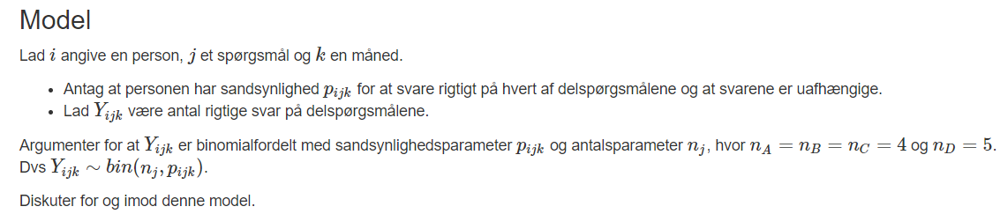 Model
Lad i angive en person, j et spørgsmål og k en måned.
• Antag at personen har sandsynlighed p_{ijk} for at svare rigtigt på hvert af delspørgsmålene og at svarene er uafhængige.
• Lad Y_{ijk} være antal rigtige svar på delspørgsmålene.
Argumenter for at Y_{ijk} er binomialfordelt med sandsynlighedsparameter p_{ijk} og antalsparameter n_j, hvor n_A = n_B = n_C = 4 og n_D = 5.
Dvs Y_{ijk} ∼ bin(n_j, p_{ijk}).
Diskuter for og imod denne model.